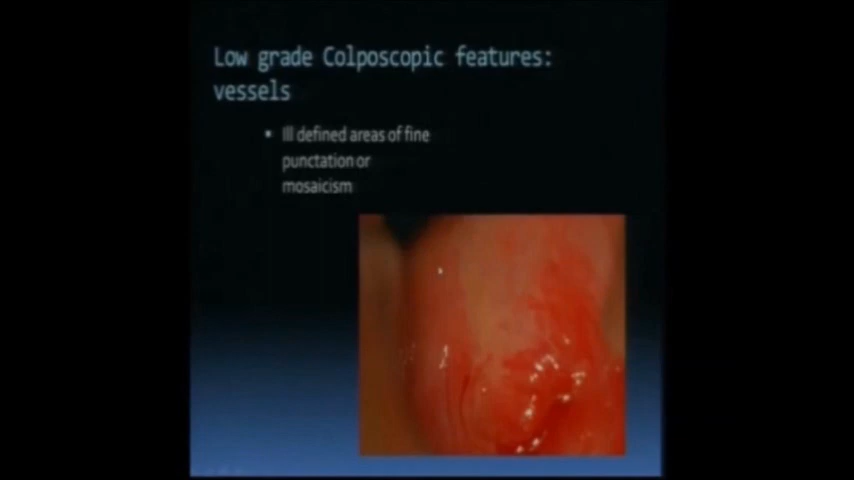 Low grade Colposcopic features:
vessels
▪ Ill defined areas of fine
punctation or
mosaicism